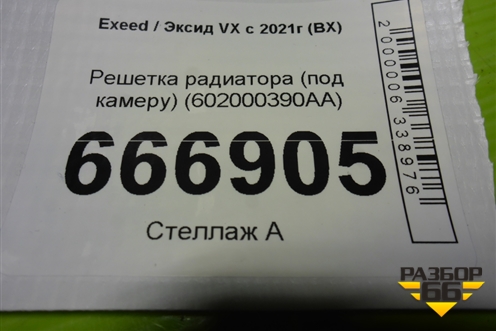 Exeed / Эксид VX с 2021г (BX)
Решетка радиатора (под
камеру) (602000390AA)
666905
Стеллаж А
2000006338976
РАЗБОР
66